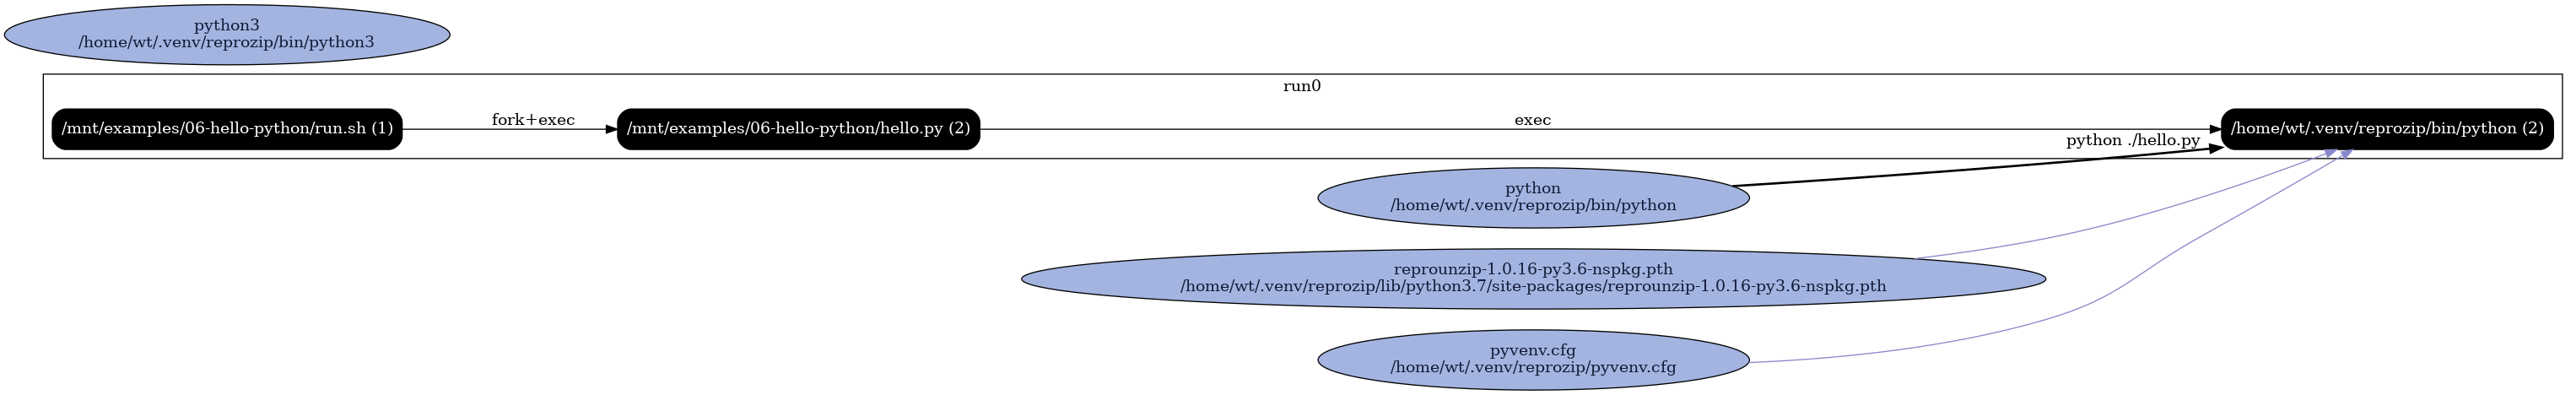 python3
/home/wt/.venv/reprozip/bin/python3
run0
/mnt/examples/06-hello-python/run.sh (1)
fork+exec
/mnt/examples/06-hello-python/hello.py (2)
exec
/home/wt/.venv/reprozip/bin/python (2)
python ./hello.py
python
/home/wt/.venv/reprozip/bin/python
reprounzip-1.0.16-py3.6-nspkg.pth
/home/wt/.venv/reprozip/lib/python3.7/site-packages/reprounzip-1.0.16-py3.6-nspkg.pth
pyvenv.cfg
/home/wt/.venv/reprozip/pyvenv.cfg